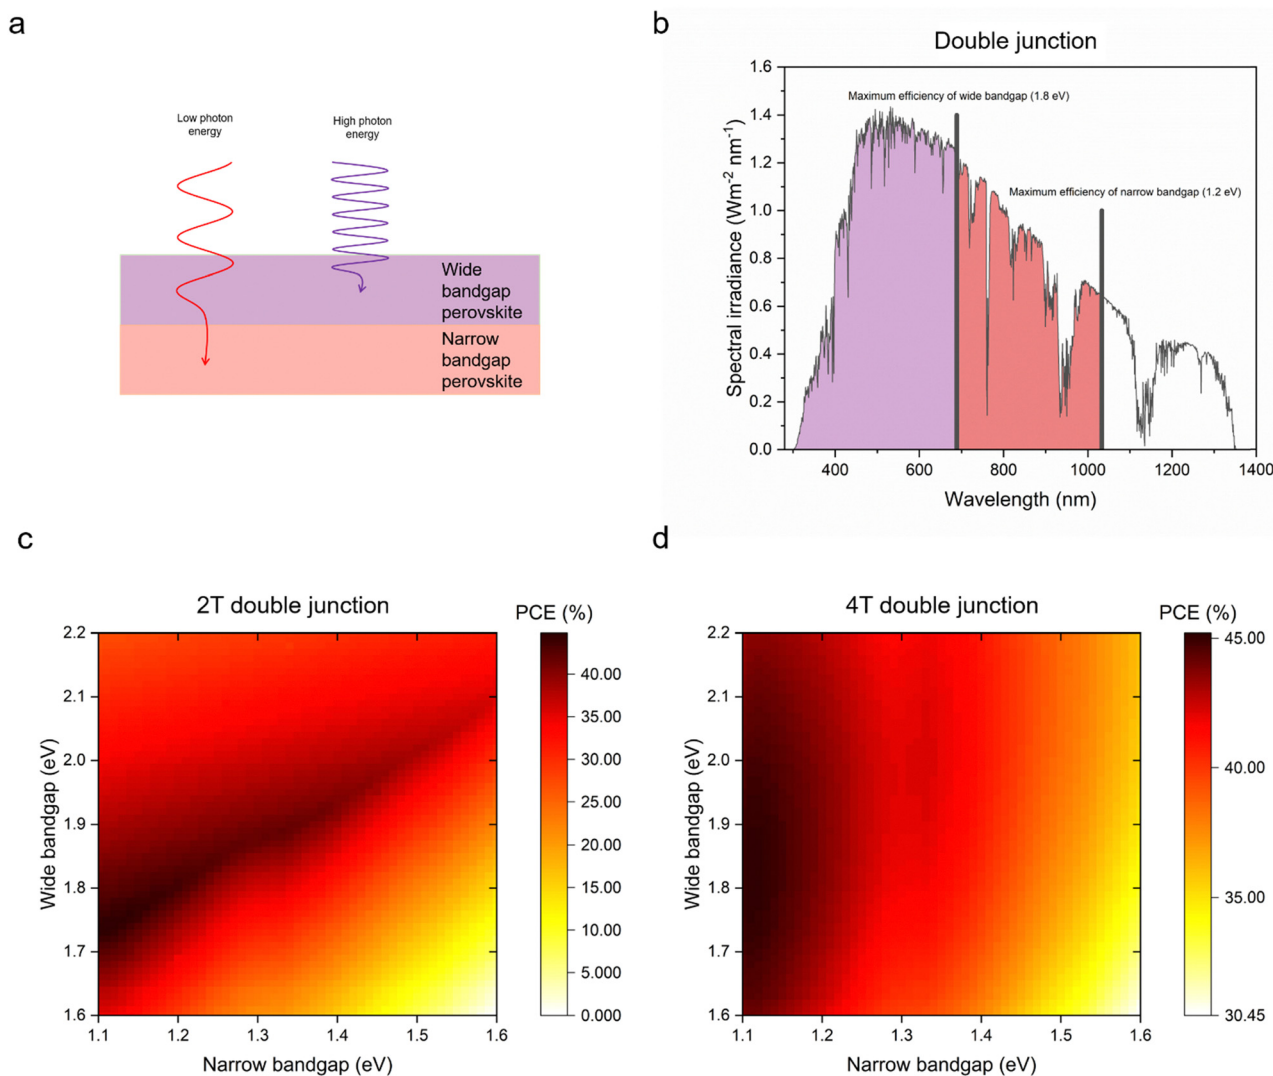 a
Low photon
energy
High photon
energy
Wide
bandgap
perovskite
Narrow
bandgap
perovskite
b
Double junction
Maximum efficiency of wide bandgap (1.8 eV)
Maximum efficiency of narrow bandgap (1.2 eV)
Spectral irradiance (Wm-2 nm-1)
1.6
1.4
1.2
1.0
0.8
0.6
0.4
0.2
0.0
400 600 800 1000 1200 1400
Wavelength (nm)
c
2T double junction
PCE (%)
Wide bandgap (eV)
2.2
2.1
2.0
1.9
1.8
1.7
1.6
1.1 1.2 1.3 1.4 1.5 1.6
Narrow bandgap (eV)
40.00
35.00
30.00
25.00
20.00
15.00
10.00
5.000
0.000
d
4T double junction
PCE (%)
Wide bandgap (eV)
2.2
2.1
2.0
1.9
1.8
1.7
1.6
1.1 1.2 1.3 1.4 1.5 1.6
Narrow bandgap (eV)
45.00
40.00
35.00
30.45